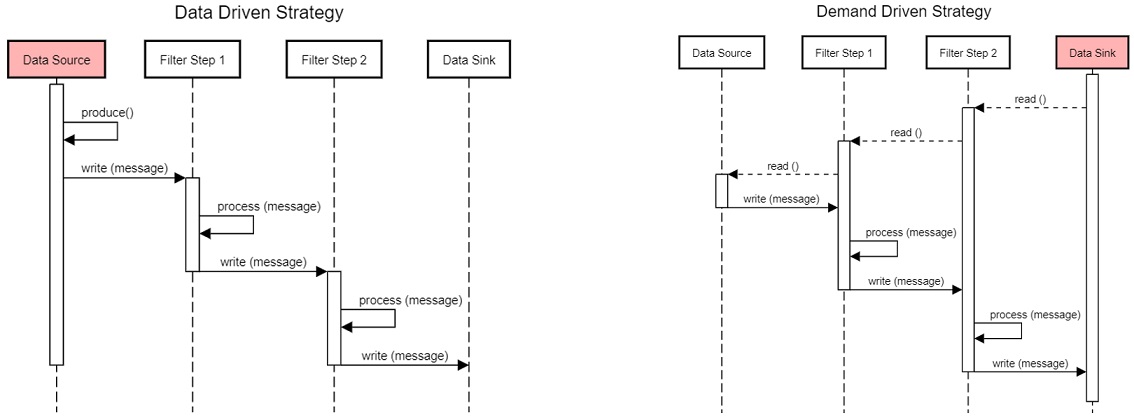 Data Driven Strategy
Data Source
Filter Step 1
Filter Step 2
Data Sink
produce()
write (message)
process (message)
write (message)
process (message)
write (message)
Demand Driven Strategy
Data Source
Filter Step 1
Filter Step 2
Data Sink
read ()
read ()
read ()
write (message)
process (message)
write (message)
process (message)
write (message)